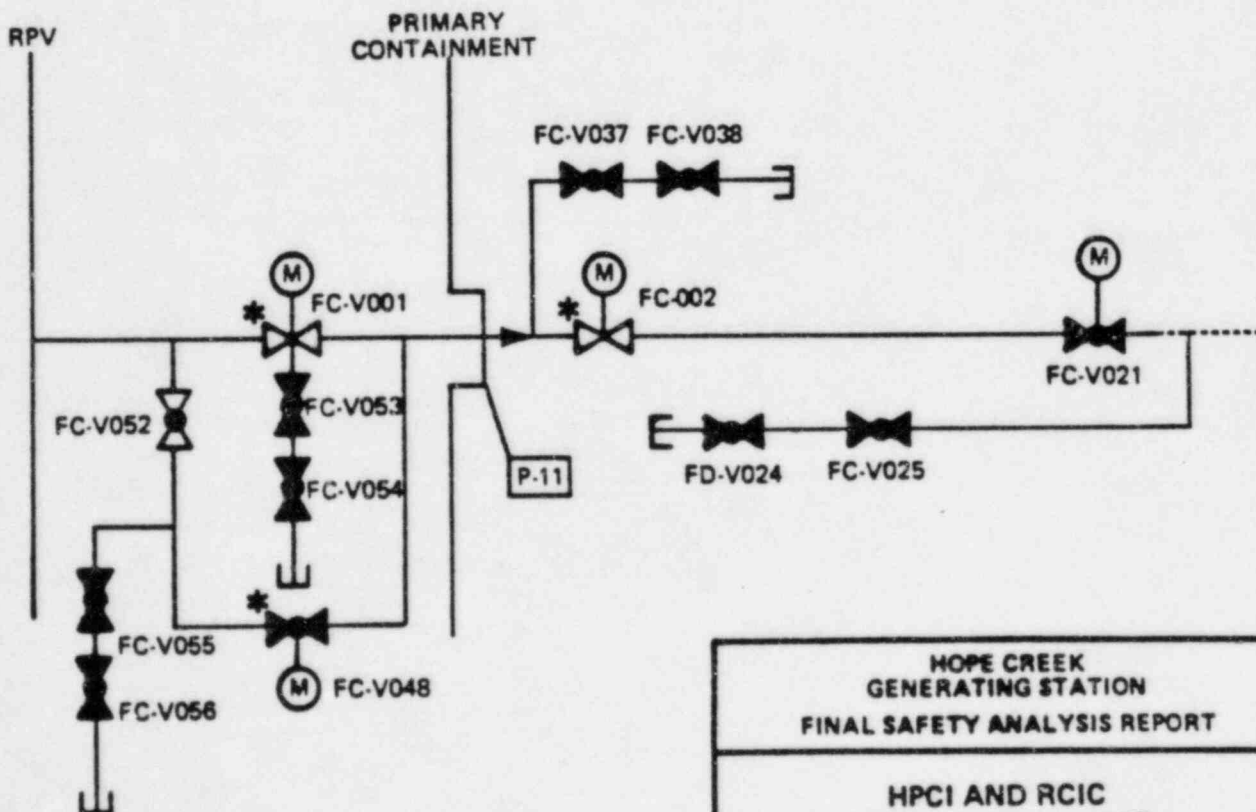 RPV
PRIMARY
CONTAINMENT
FC-V037 FC-V038
M
FC-V001
*
M
FC-002
*
M
FC-V021
FC-V052
FC-V053
FC-V054
P-11
FD-V024
FC-V025
*
FC-V055
FC-V056
M
FC-V048
HOPE CREEK
GENERATING STATION
FINAL SAFETY ANALYSIS REPORT
HPCI AND RCIC